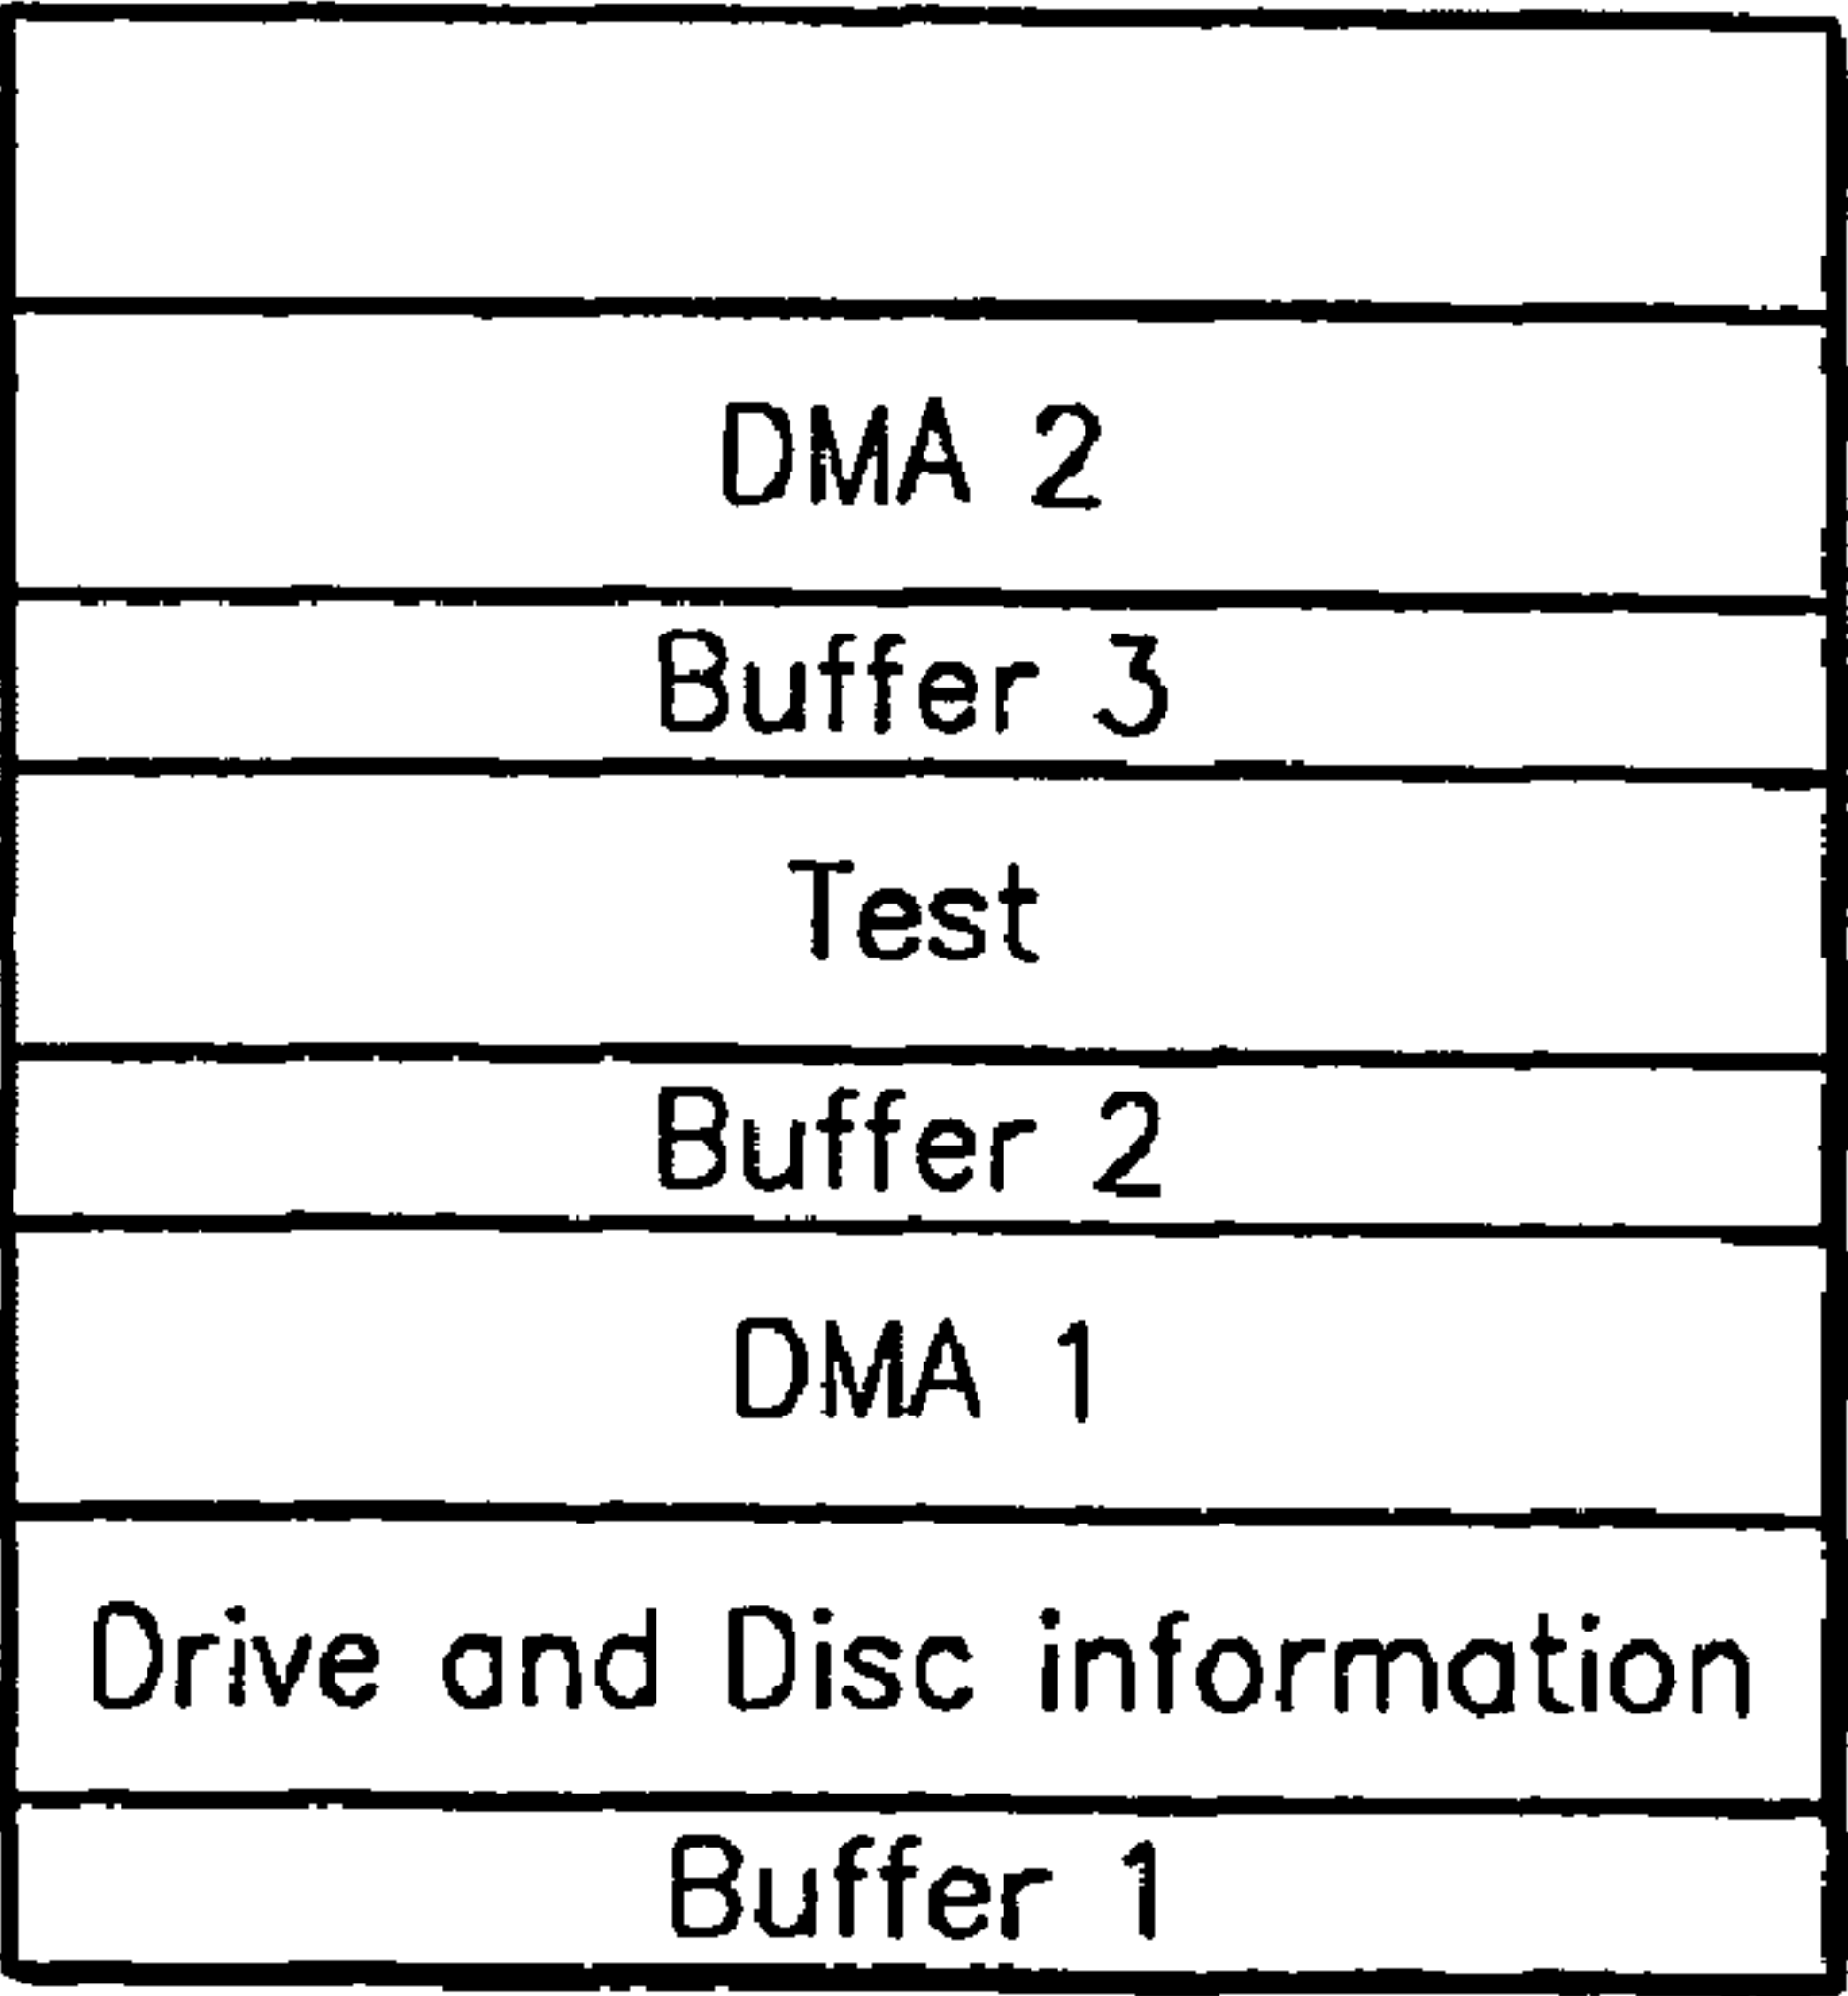 DMA 2
Buffer 3
Test
Buffer 2
DMA 1
Drive and Disc information
Buffer 1